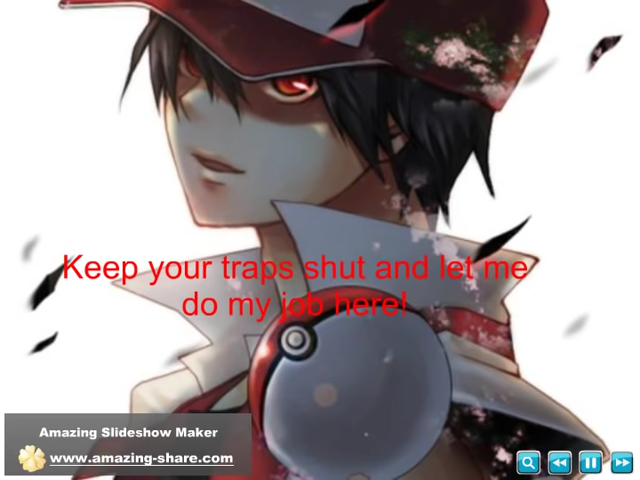 Keep your traps shut and let me
do my job here!
Amazing Slideshow Maker
www.amazing-share.com